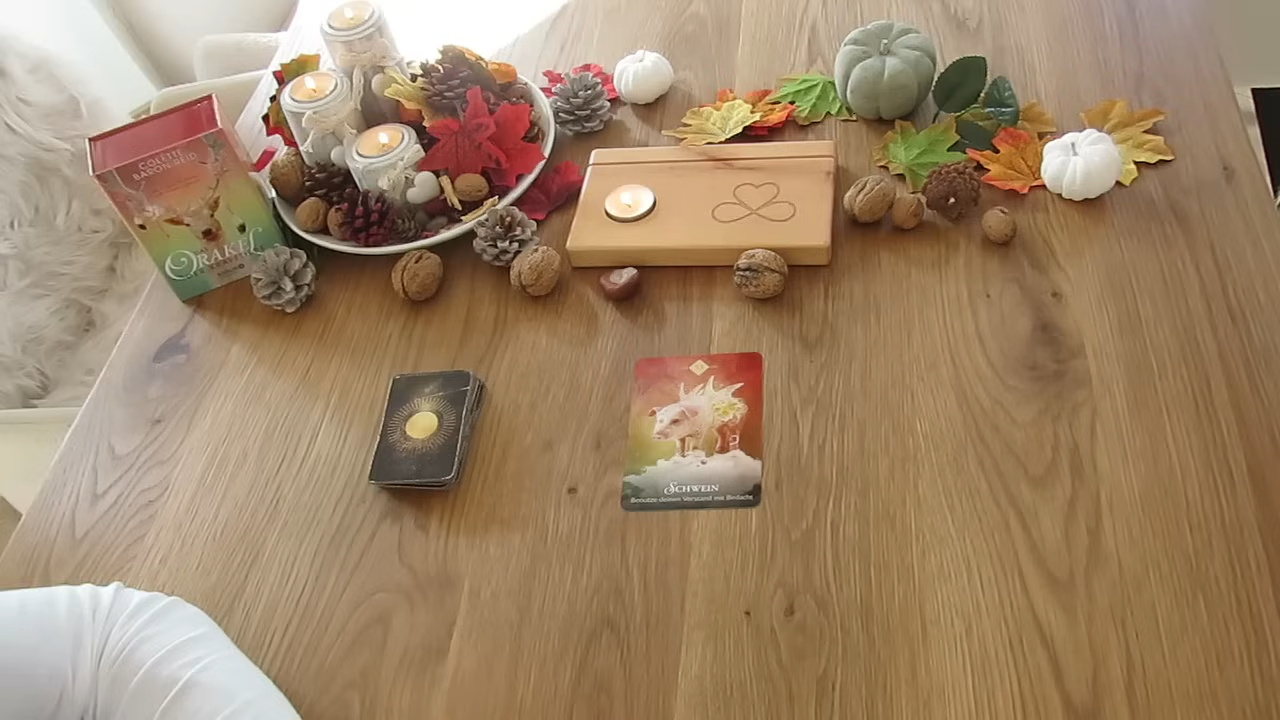 COLETTE
BARON-REID
ORAKEL
SCHWEIN
Benutze deinen Verstand mit Bedacht